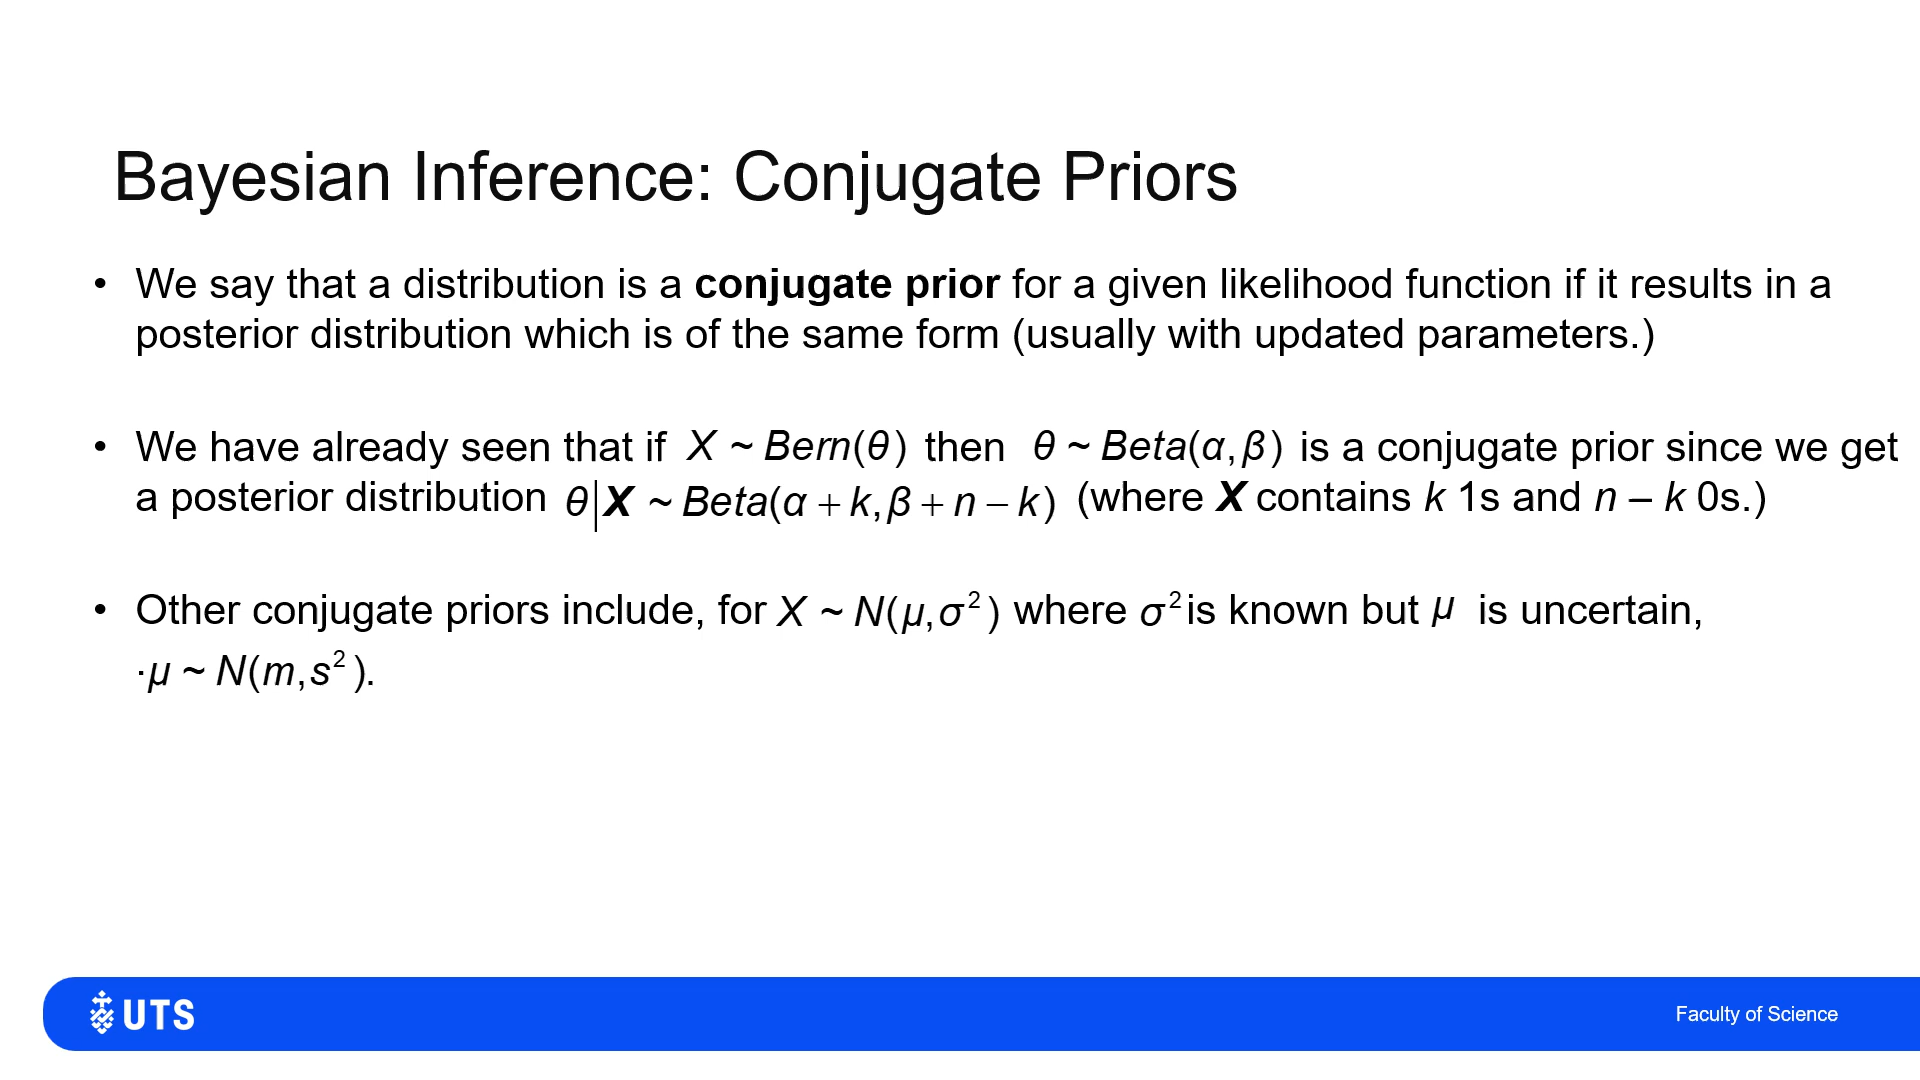 Bayesian Inference: Conjugate Priors
• We say that a distribution is a conjugate prior for a given likelihood function if it results in a
posterior distribution which is of the same form (usually with updated parameters.)
• We have already seen that if X ~ Bern(θ) then θ ~ Beta(α,β) is a conjugate prior since we get
a posterior distribution θ|X ~ Beta(α + k,β + n − k) (where X contains k 1s and n – k 0s.)
• Other conjugate priors include, for X ~ N(μ,σ²) where σ² is known but μ is uncertain,
·μ ~ N(m,s²).
UTS
Faculty of Science